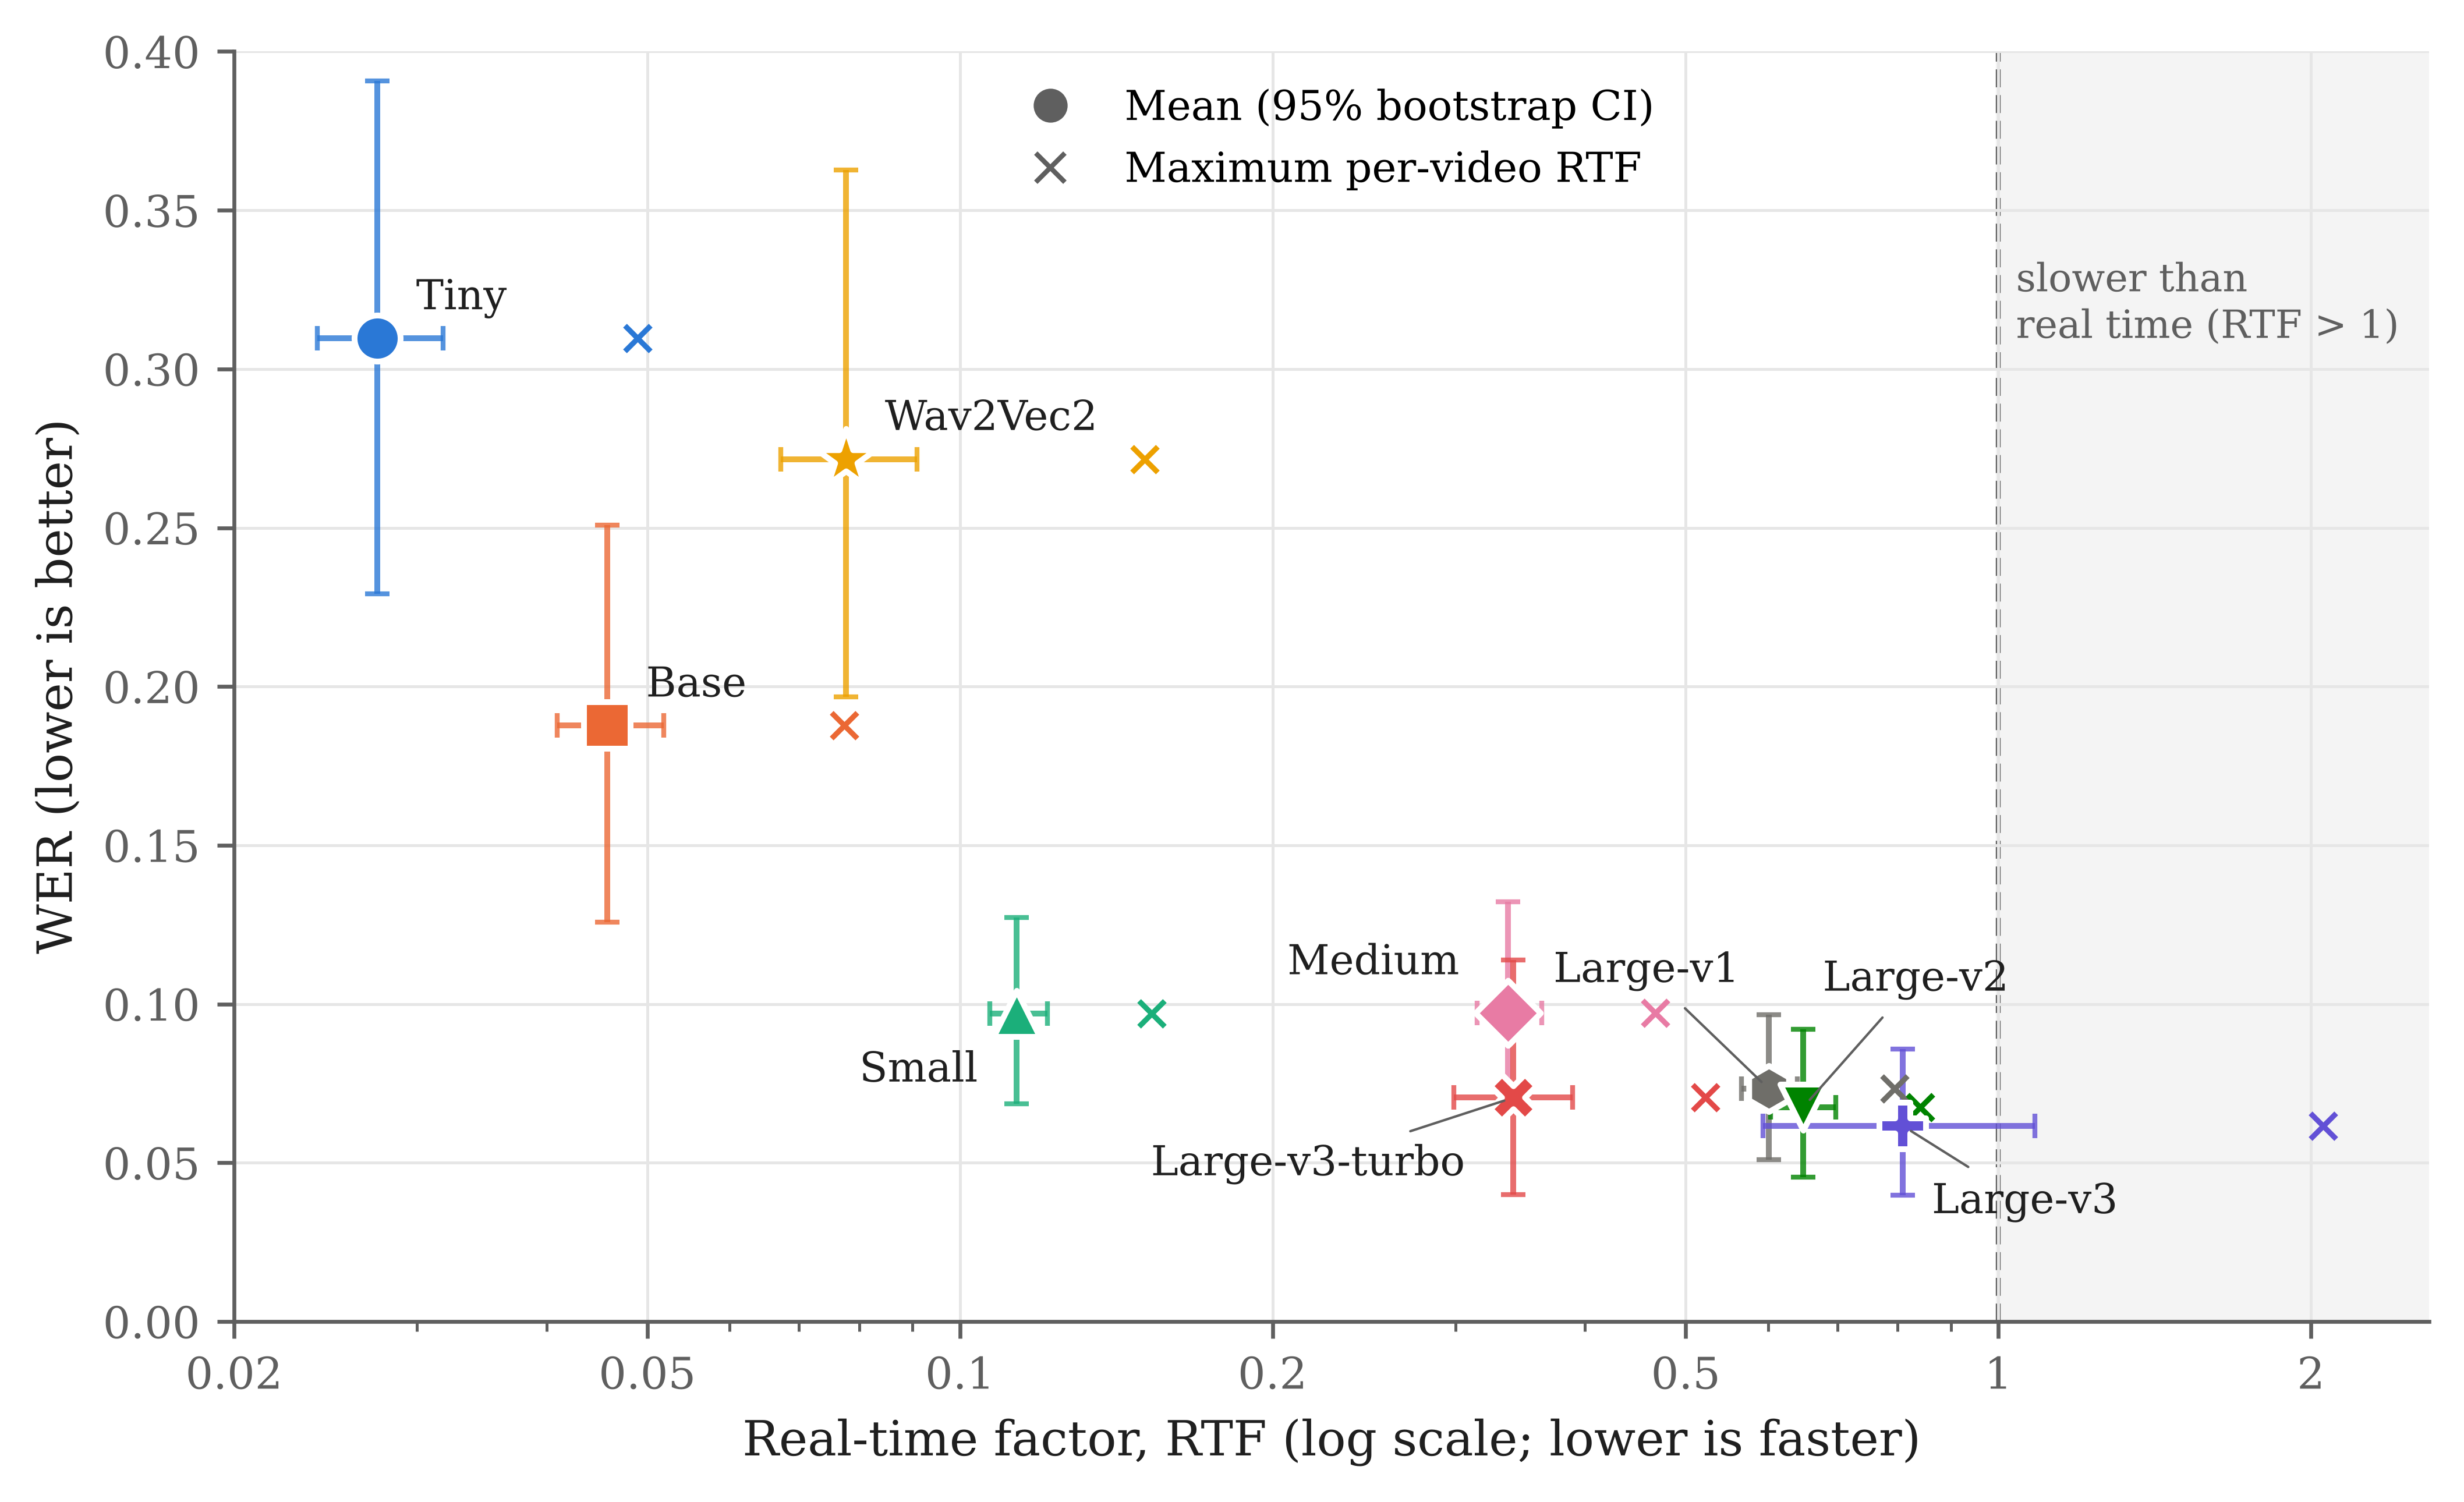 Mean (95% bootstrap CI)
Maximum per-video RTF
slower than
real time (RTF > 1)
Tiny
Wav2Vec2
Base
Small
Medium
Large-v1
Large-v2
Large-v3-turbo
Large-v3
WER (lower is better)
0.40
0.35
0.30
0.25
0.20
0.15
0.10
0.05
0.00
0.02
0.05
0.1
0.2
0.5
1
2
Real-time factor, RTF (log scale; lower is faster)